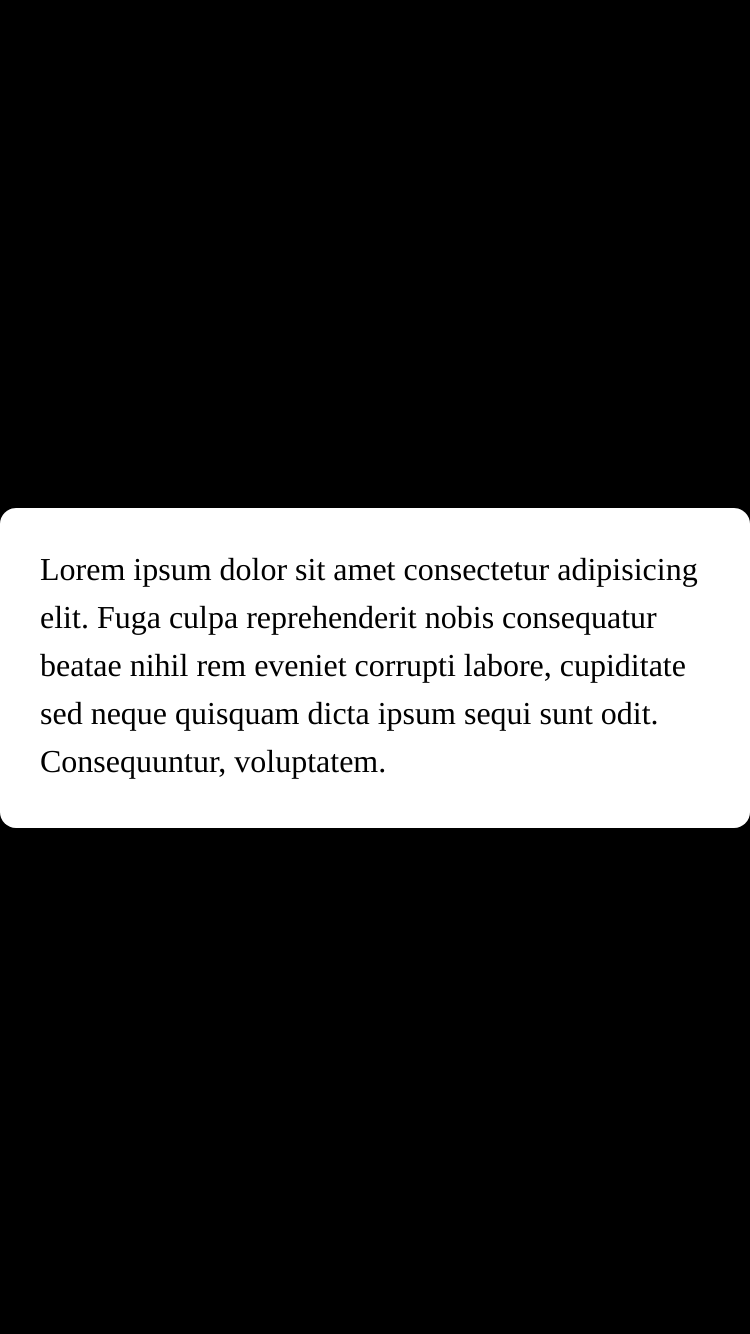 Lorem ipsum dolor sit amet consectetur adipisicing
elit. Fuga culpa reprehenderit nobis consequatur
beatae nihil rem eveniet corrupti labore, cupiditate
sed neque quisquam dicta ipsum sequi sunt odit.
Consequuntur, voluptatem.